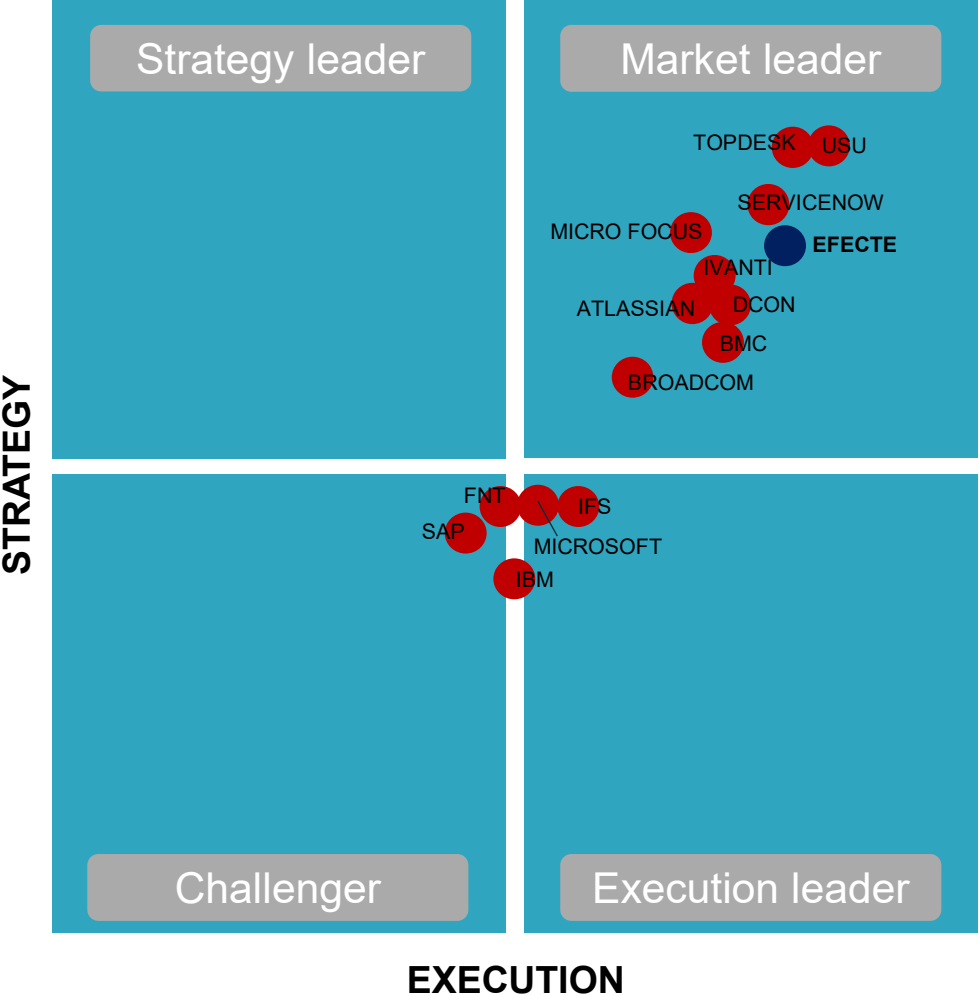 Strategy leader
Market leader
TOPDESK
USU
SERVICENOW
MICRO FOCUS
EFECTE
IVANTI
ATLASSIAN
DCON
BMC
BROADCOM
STRATEGY
FNT
IFS
SAP
MICROSOFT
IBM
Challenger
Execution leader
EXECUTION